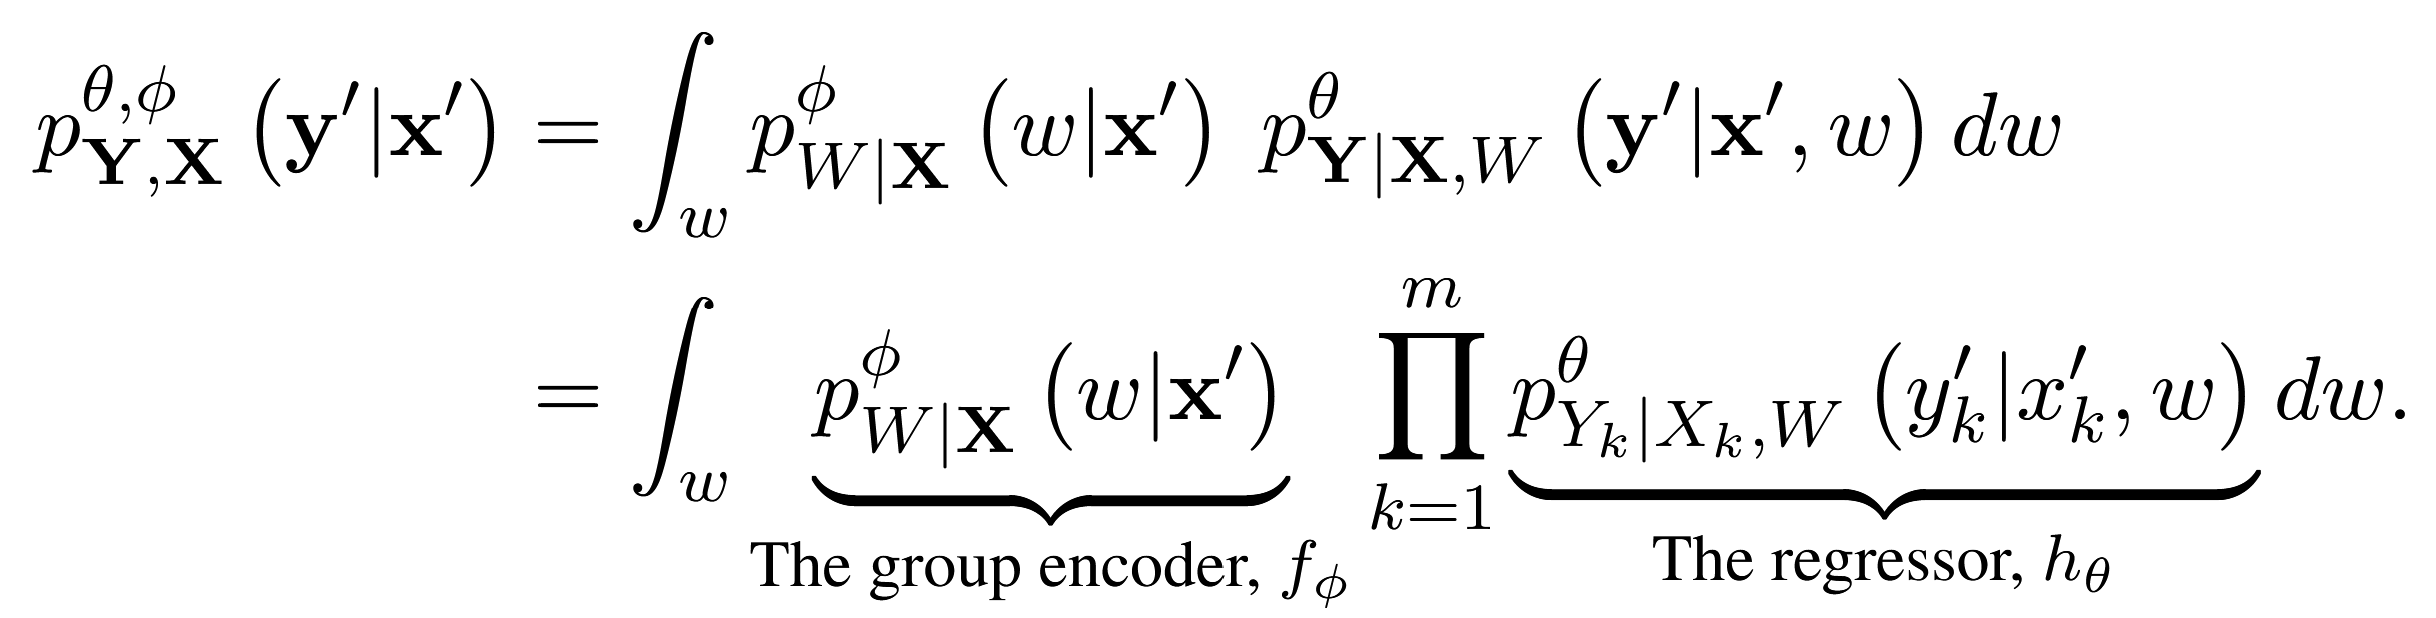 p^{θ,ϕ}_{𝐘,𝐗} (𝐲′|𝐱′) = ∫_w p^ϕ_{W|𝐗} (w|𝐱′) p^θ_{𝐘|𝐗,W} (𝐲′|𝐱′, w) dw
= ∫_w p^ϕ_{W|𝐗} (w|𝐱′) ∏_{k=1}^{m} p^θ_{Y_k|X_k,W} (y′_k|x′_k, w) dw.
The group encoder, f_ϕ The regressor, h_θ